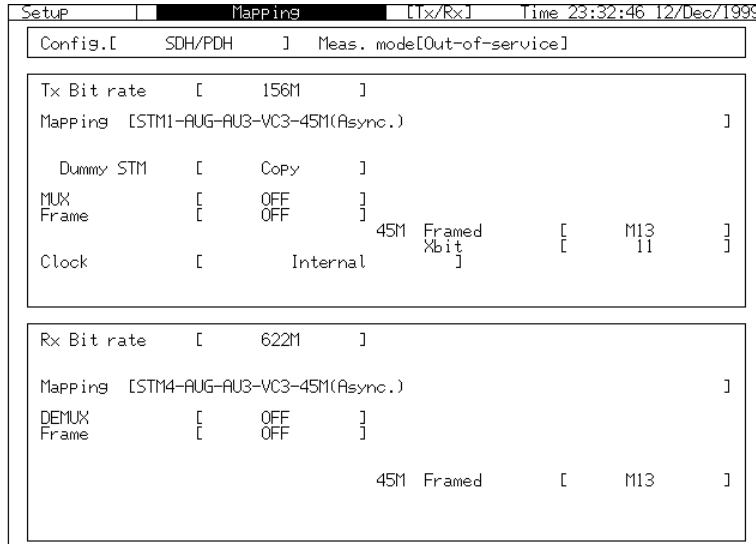 Setup Mapping [Tx/Rx] Time 23:32:46 12/Dec/1999
Config.[ SDH/PDH ] Meas. mode[Out-of-service]
Tx Bit rate [ 156M ]
Mapping [STM1-AUG-AU3-VC3-45M(Async.) ]
Dummy STM [ Copy ]
MUX [ OFF ]
Frame [ OFF ]
45M Framed [ M13 ]
Xbit [ 11 ]
Clock [ Internal ]
Rx Bit rate [ 622M ]
Mapping [STM4-AUG-AU3-VC3-45M(Async.) ]
DEMUX [ OFF ]
Frame [ OFF ]
45M Framed [ M13 ]